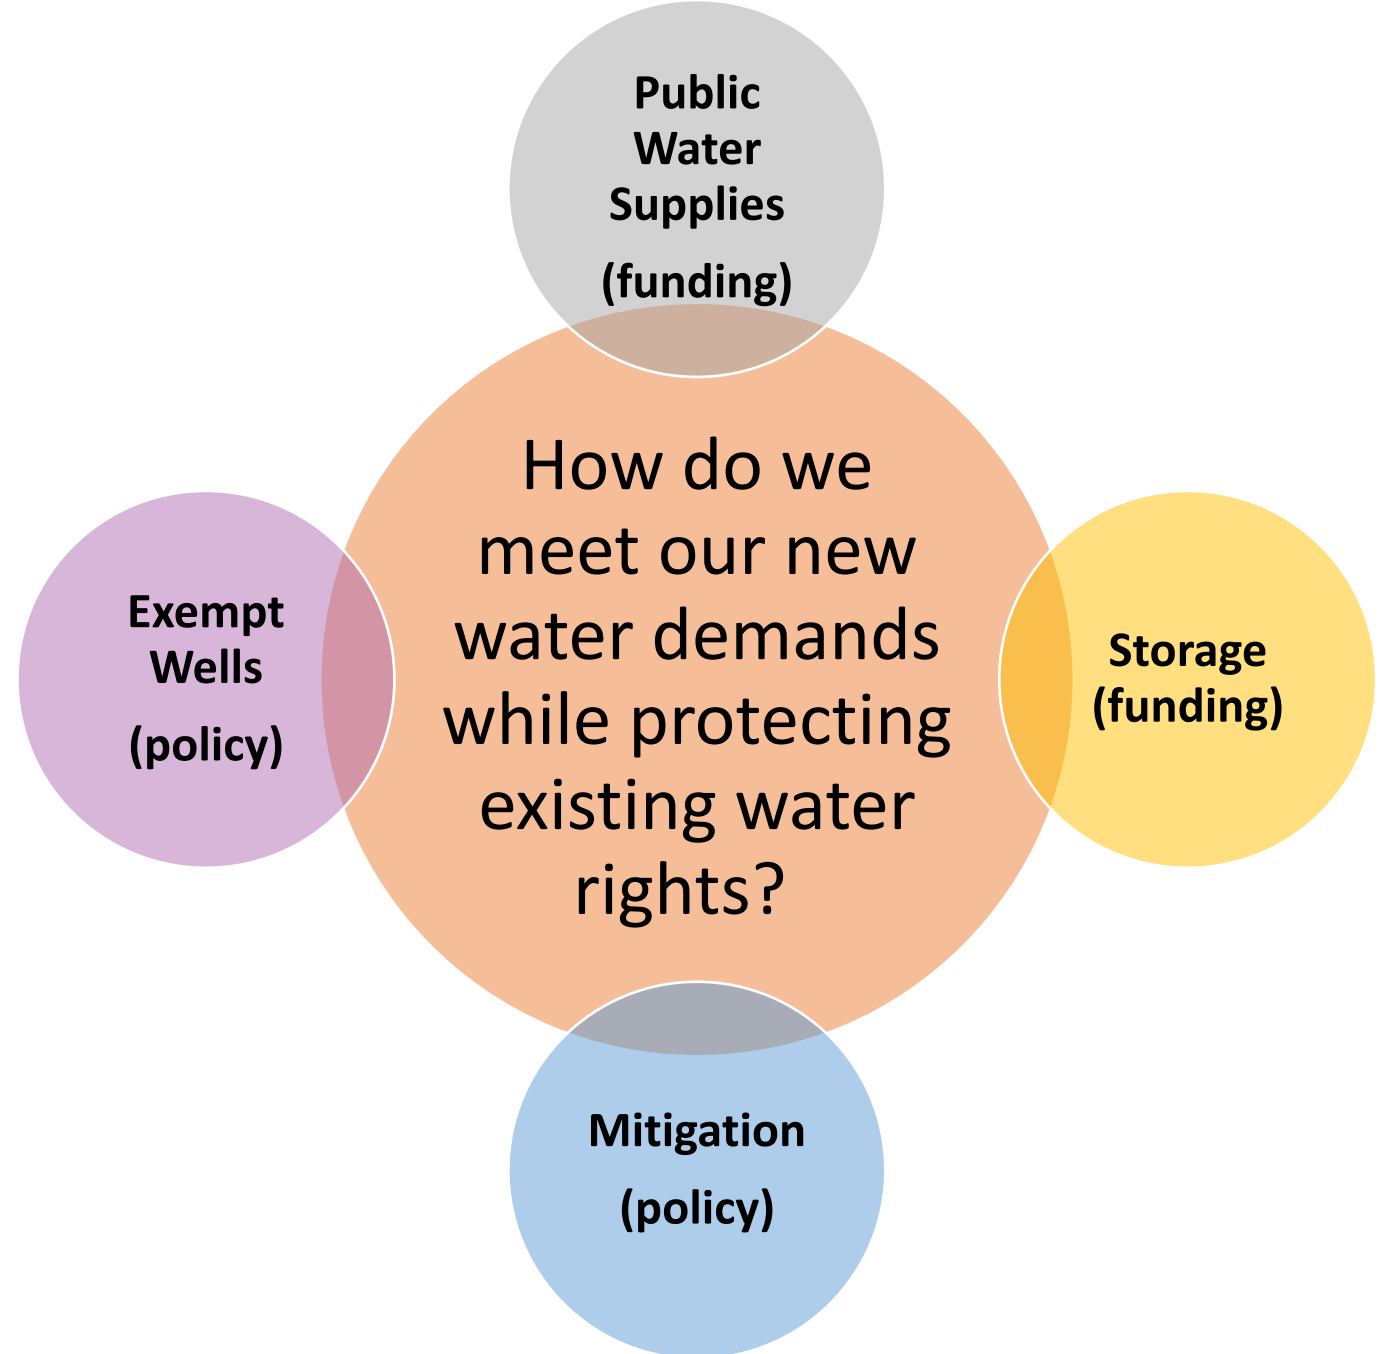 Public
Water
Supplies
(funding)
How do we
meet our new
water demands
while protecting
existing water
rights?
Exempt
Wells
(policy)
Storage
(funding)
Mitigation
(policy)